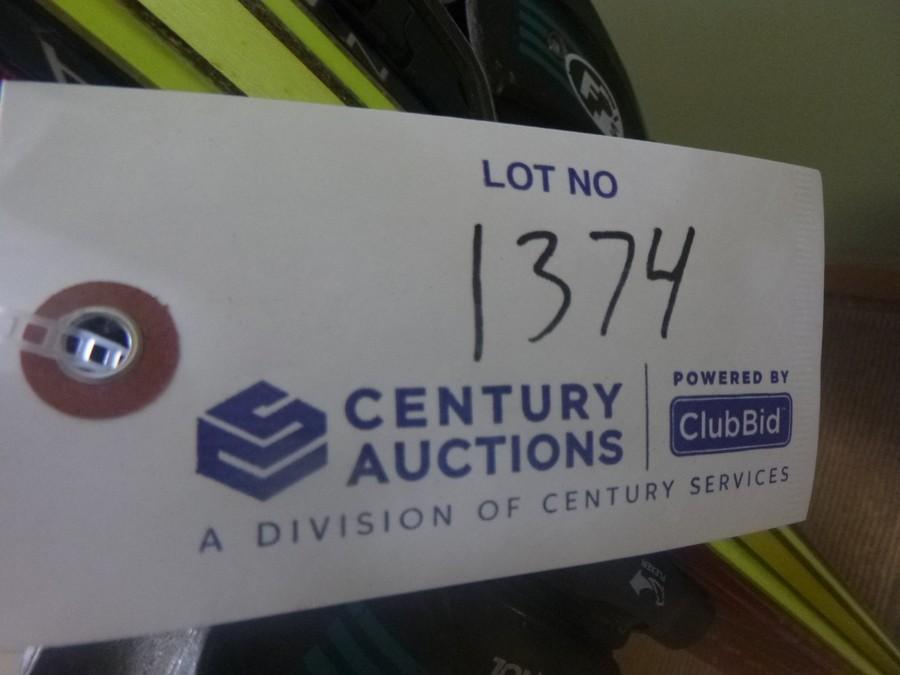 LOT NO
1374
CENTURY AUCTIONS
POWERED BY
ClubBid
A DIVISION OF CENTURY SERVICES